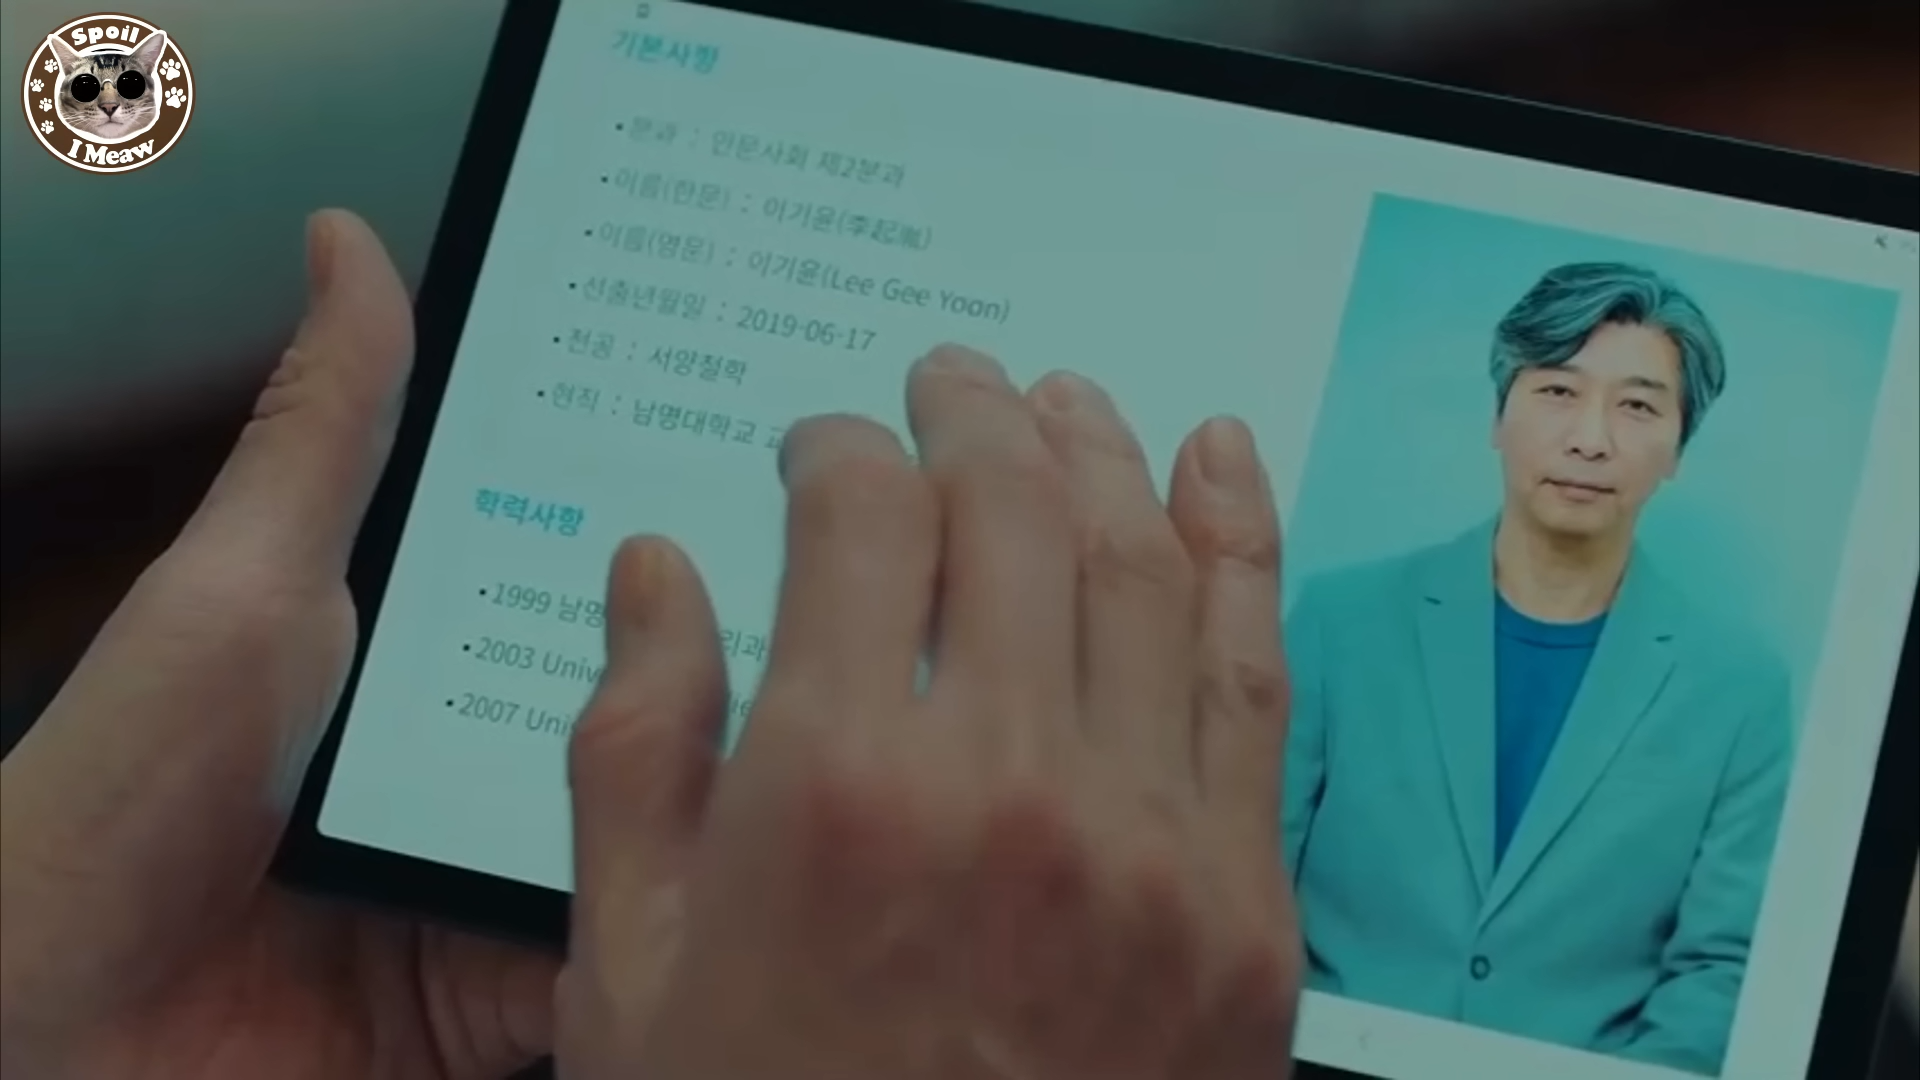 Spoil
I Meaw
기본사항
• 분과 : 인문사회 제2분과
• 이름(한문) : 이기윤(李起胤)
• 이름(영문) : 이기윤(Lee Gee Yoon)
• 선출년월일 : 2019-06-17
• 전공 : 서양철학
• 현직 : 남명대학교
학력사항
• 1999 남명
• 2003
• 2007